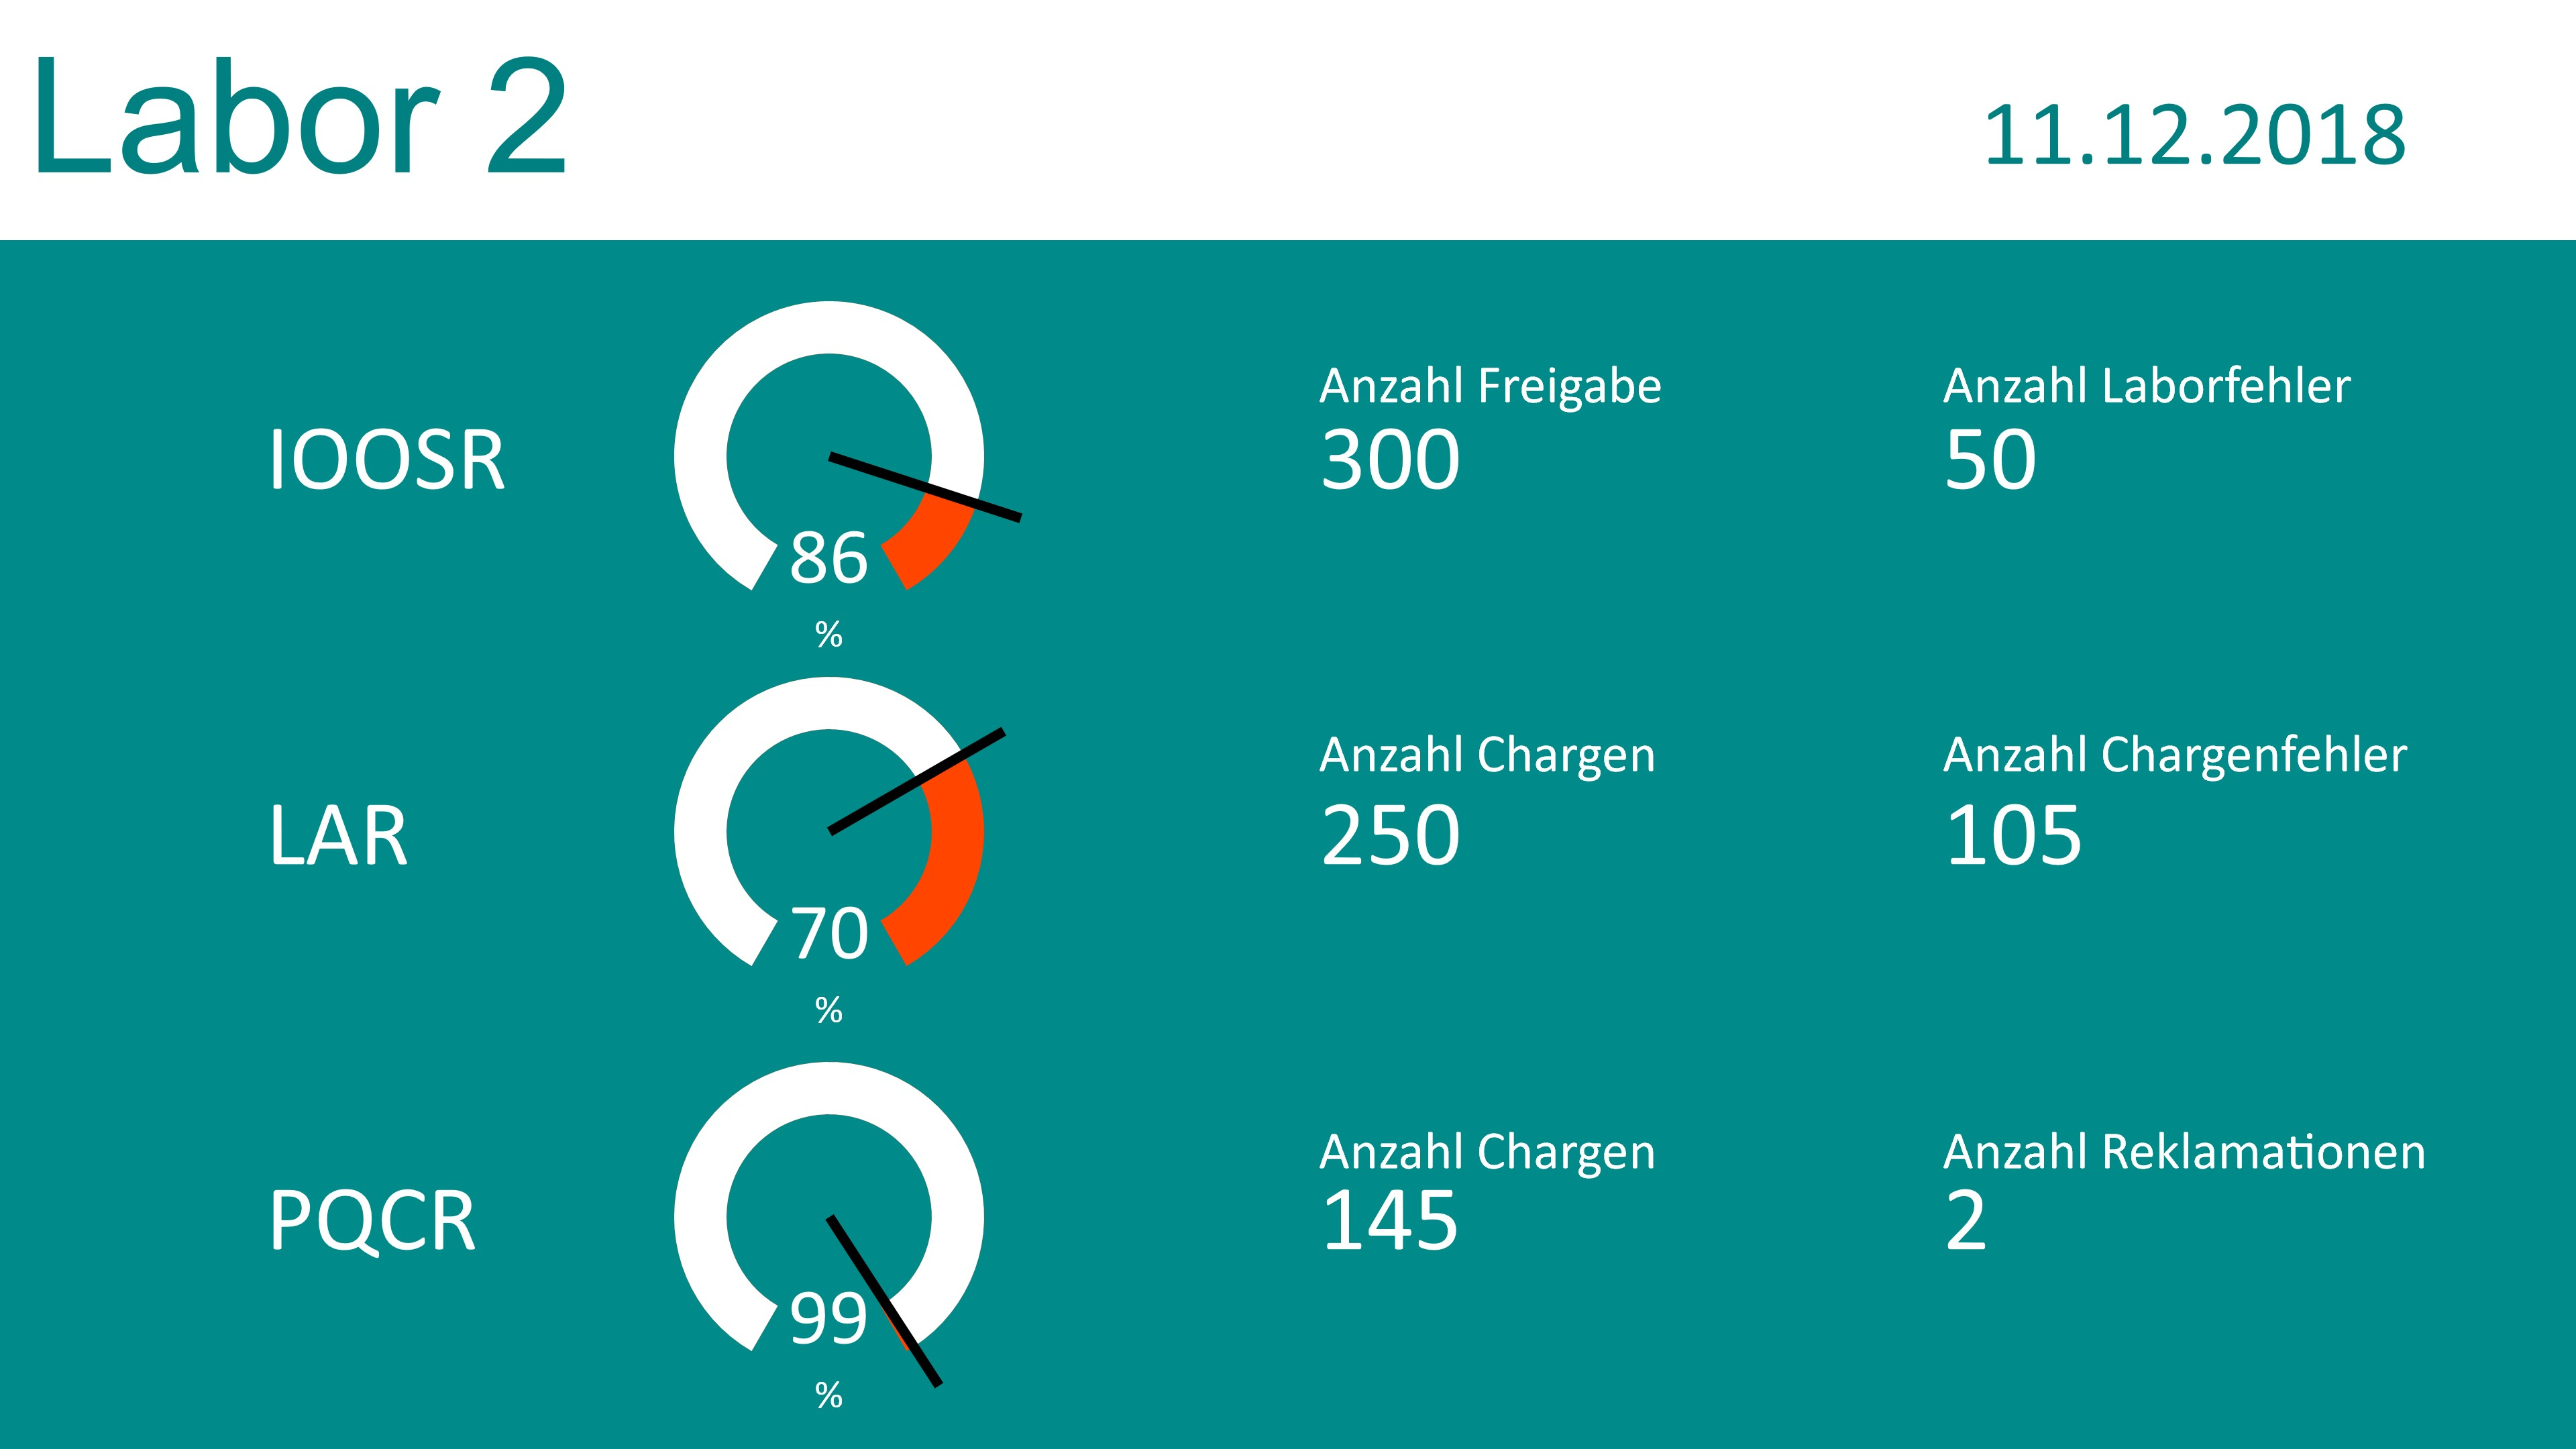 Labor 2
11.12.2018
IOOSR
86
%
Anzahl Freigabe
300
Anzahl Laborfehler
50
LAR
70
%
Anzahl Chargen
250
Anzahl Chargenfehler
105
PQCR
99
%
Anzahl Chargen
145
Anzahl Reklamationen
2